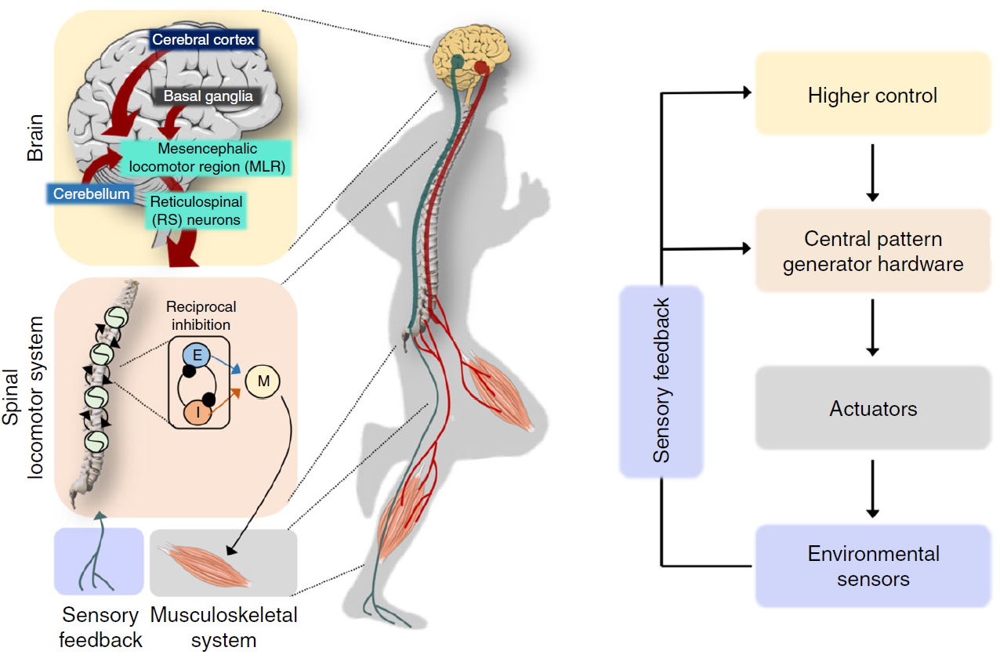 Brain
Cerebral cortex
Basal ganglia
Mesencephalic
locomotor region (MLR)
Cerebellum
Reticulospinal
(RS) neurons
Spinal
locomotor system
Reciprocal
inhibition
E
M
I
Sensory
feedback
Musculoskeletal
system
Higher control
Central pattern
generator hardware
Sensory feedback
Actuators
Environmental
sensors